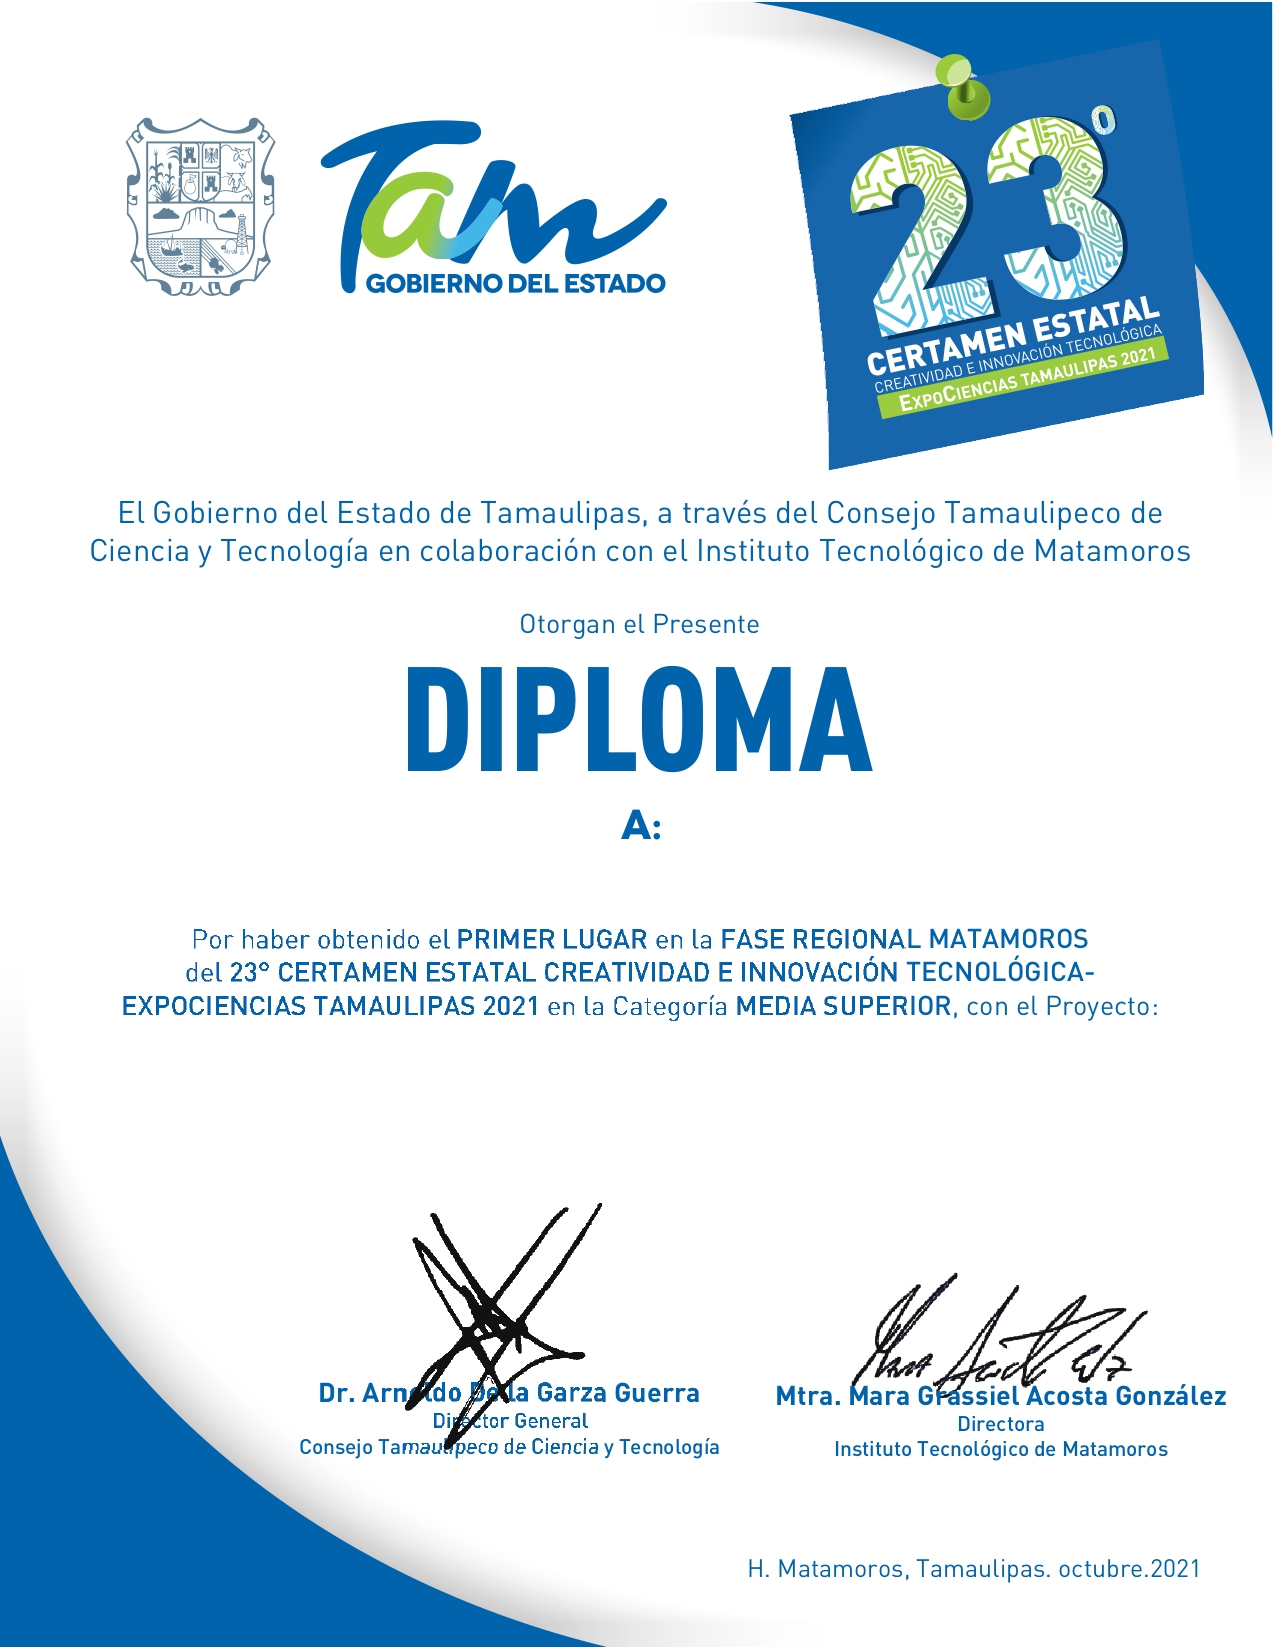 Tam
GOBIERNO DEL ESTADO
23º
CERTAMEN ESTATAL
CREATIVIDAD E INNOVACIÓN TECNOLÓGICA
EXPOCIENCIAS TAMAULIPAS 2021
El Gobierno del Estado de Tamaulipas, a través del Consejo Tamaulipeco de
Ciencia y Tecnología en colaboración con el Instituto Tecnológico de Matamoros
Otorgan el Presente
DIPLOMA
A:
Por haber obtenido el PRIMER LUGAR en la FASE REGIONAL MATAMOROS
del 23° CERTAMEN ESTATAL CREATIVIDAD E INNOVACIÓN TECNOLÓGICA-
EXPOCIENCIAS TAMAULIPAS 2021 en la Categoría MEDIA SUPERIOR, con el Proyecto:
Dr. Arnoldo De la Garza Guerra
Director General
Consejo Tamaulipeco de Ciencia y Tecnología
Mtra. Mara Grassiel Acosta González
Directora
Instituto Tecnológico de Matamoros
H. Matamoros, Tamaulipas. octubre.2021